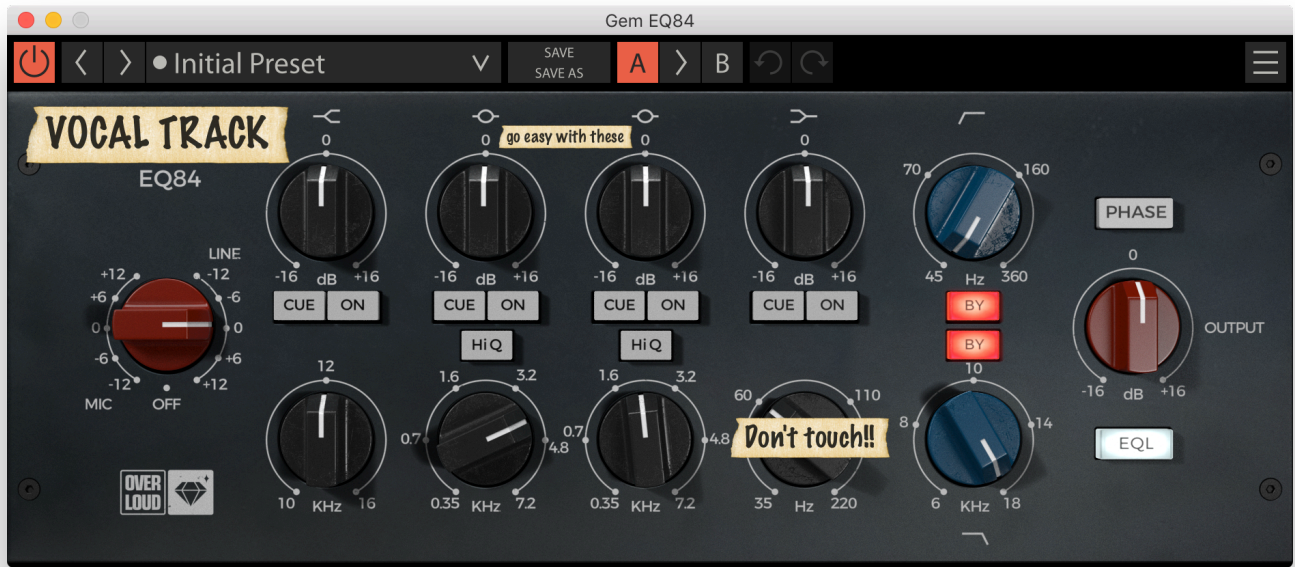 Gem EQ84
Initial Preset
SAVE
SAVE AS
A
B
VOCAL TRACK
EQ84
go easy with these
0
0
0
0
-16 dB +16
-16 dB +16
-16 dB +16
-16 dB +16
70
160
45 Hz 360
PHASE
LINE
+12
-12
+6
-6
0
0
-6
+6
-12
+12
MIC
OFF
CUE ON
CUE ON
CUE ON
CUE ON
BY
BY
HiQ
HiQ
0
OUTPUT
-16 dB +16
12
10 KHz 16
1.6
3.2
0.7
4.8
0.35 KHz 7.2
1.6
3.2
0.7
4.8
0.35 KHz 7.2
60
110
Don't touch!!
35 Hz 220
10
8
14
6 KHz 18
EQL
OVER
LOUD